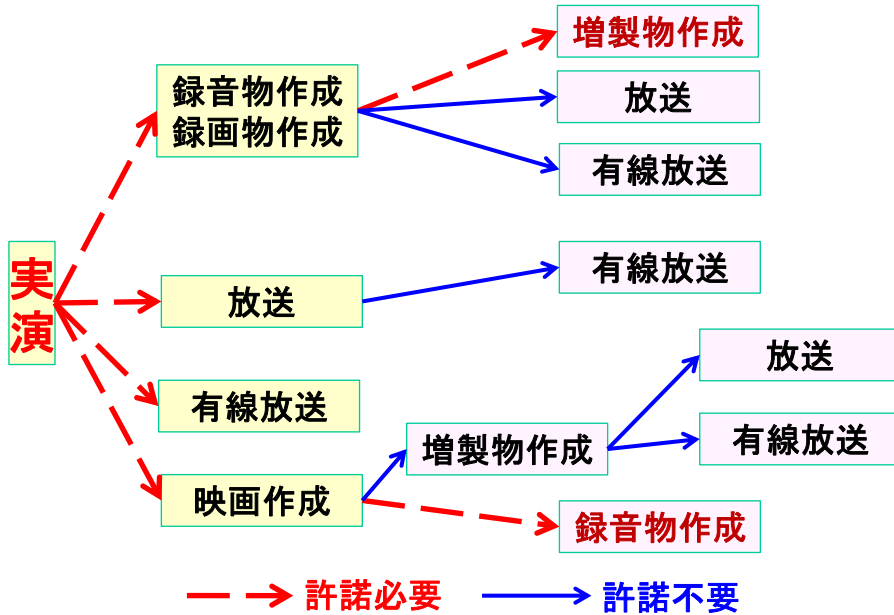 増製物作成
録音物作成
録画物作成
放送
有線放送
実
演
放送
有線放送
有線放送
増製物作成
放送
有線放送
映画作成
録音物作成
許諾必要
許諾不要